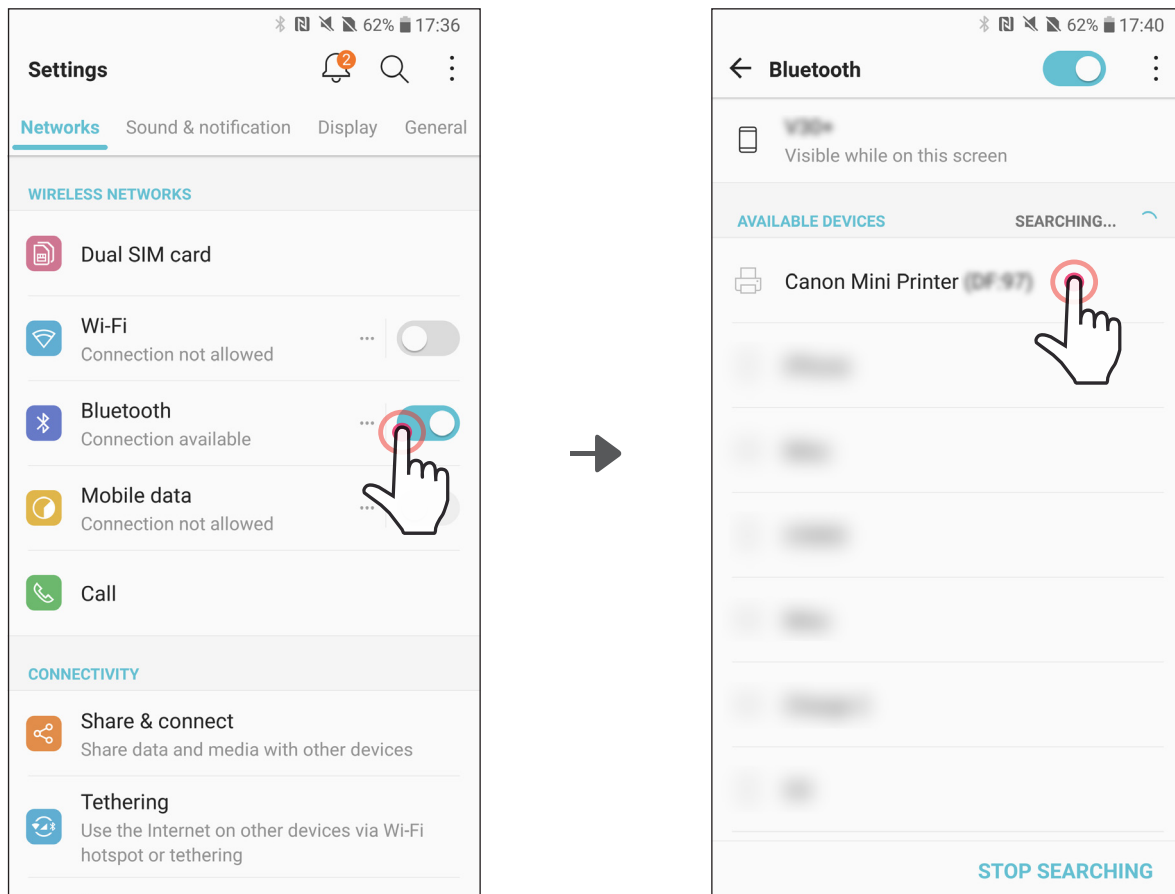 62% 17:36
Settings
2
Networks Sound & notification Display General
WIRELESS NETWORKS
Dual SIM card
Wi-Fi
Connection not allowed
Bluetooth
Connection available
Mobile data
Connection not allowed
Call
CONNECTIVITY
Share & connect
Share data and media with other devices
Tethering
Use the Internet on other devices via Wi-Fi
hotspot or tethering
62% 17:40
Bluetooth
Visible while on this screen
AVAILABLE DEVICES SEARCHING...
Canon Mini Printer
STOP SEARCHING